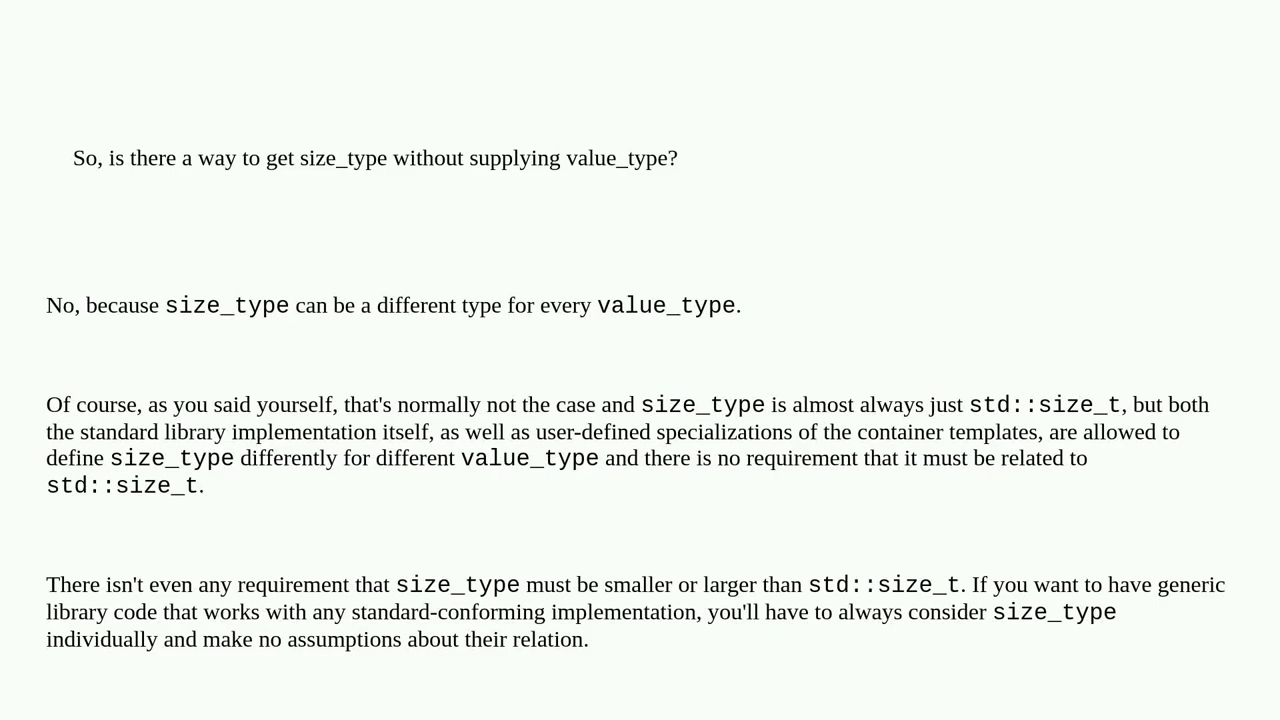 So, is there a way to get size_type without supplying value_type?
No, because size_type can be a different type for every value_type.
Of course, as you said yourself, that's normally not the case and size_type is almost always just std::size_t, but both
the standard library implementation itself, as well as user-defined specializations of the container templates, are allowed to
define size_type differently for different value_type and there is no requirement that it must be related to
std::size_t.
There isn't even any requirement that size_type must be smaller or larger than std::size_t. If you want to have generic
library code that works with any standard-conforming implementation, you'll have to always consider size_type
individually and make no assumptions about their relation.